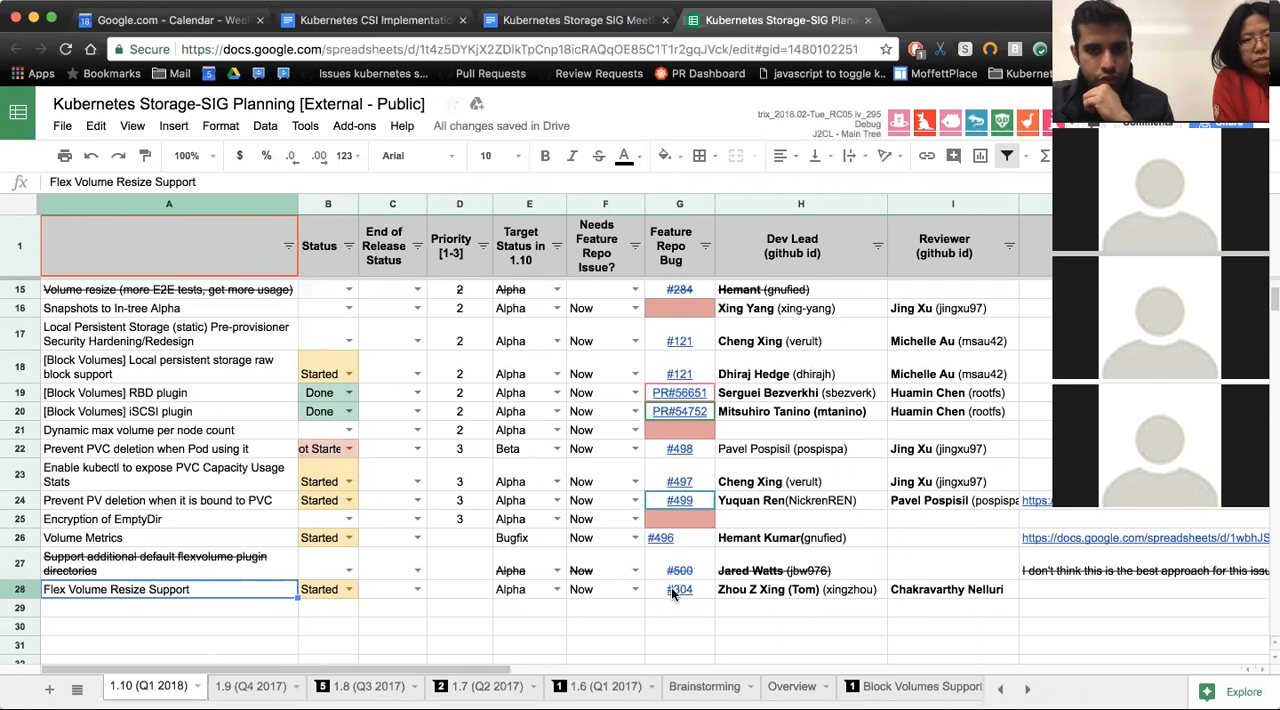 Google.com - Calendar - Wee
Kubernetes CSI Implementatio
Kubernetes Storage SIG Meeti
Kubernetes Storage-SIG Plan
Secure
https://docs.google.com/spreadsheets/d/1t4z5DYKjX2ZDlkTpCnp18icRAQqOE85C1T1r2gqJVck/edit#gid=1480102251
Apps
Bookmarks
Mail
Issues kubernetes s...
Pull Requests
Review Requests
PR Dashboard
javascript to toggle k...
MoffettPlace
Kubern
Kubernetes Storage-SIG Planning [External - Public]
File Edit View Insert Format Data Tools Add-ons Help All changes saved in Drive
trix_2018.02-Tue_RC05 iv_295
Debug
J2CL - Main Tree
100% $ % .0 .00 123 Arial 10 B I S A
fx Flex Volume Resize Support
A B C D E F G H I
1 Status End of Release Status Priority [1-3] Target Status in 1.10 Needs Feature Repo Issue? Feature Repo Bug Dev Lead (github id) Reviewer (github id)
15 Volume resize (more E2E tests, get more usage) 2 Alpha #284 Hemant (gnufied)
16 Snapshots to In-tree Alpha 2 Alpha Now Xing Yang (xing-yang) Jing Xu (jingxu97)
17 Local Persistent Storage (static) Pre-provisioner
Security Hardening/Redesign 2 Alpha Now #121 Cheng Xing (verult) Michelle Au (msau42)
18 [Block Volumes] Local persistent storage raw
block support Started 2 Alpha Now #121 Dhiraj Hedge (dhirajh) Michelle Au (msau42)
19 [Block Volumes] RBD plugin Done 2 Alpha Now PR#56651 Serguei Bezverkhi (sbezverk) Huamin Chen (rootfs)
20 [Block Volumes] iSCSI plugin Done 2 Alpha Now PR#54752 Mitsuhiro Tanino (mtanino) Huamin Chen (rootfs)
21 Dynamic max volume per node count 2 Alpha Now
22 Prevent PVC deletion when Pod using it ot Starte 3 Beta Now #498 Pavel Pospisil (pospispa) Jing Xu (jingxu97)
23 Enable kubectl to expose PVC Capacity Usage
Stats Started 3 Alpha Now #497 Cheng Xing (verult) Jing Xu (jingxu97)
24 Prevent PV deletion when it is bound to PVC Started 3 Alpha Now #499 Yuquan Ren(NickrenREN) Pavel Pospisil (pospispa https:
25 Encryption of EmptyDir 3 Alpha Now
26 Volume Metrics Started Bugfix Now #496 Hemant Kumar(gnufied) https://docs.google.com/spreadsheets/d/1wbhJS
27 Support additional default flexvolume plugin
directories Alpha Now #500 Jared Watts (jbw976) I don't think this is the best approach for this issu
28 Flex Volume Resize Support Started Alpha Now #304 Zhou Z Xing (Tom) (xingzhou) Chakravarthy Nelluri
29
30
31
1.10 (Q1 2018) 1.9 (Q4 2017) 5 1.8 (Q3 2017) 2 1.7 (Q2 2017) 1 1.6 (Q1 2017) Brainstorming Overview 1 Block Volumes Support
Explore